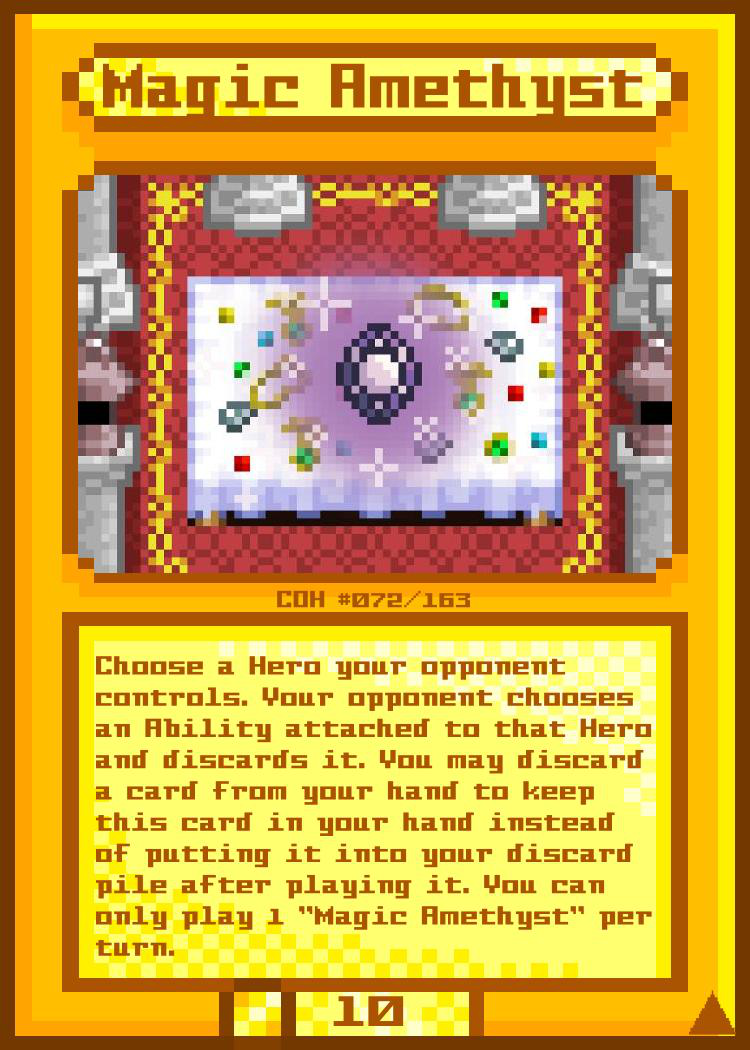 Magic Amethyst
COH #072/163
Choose a Hero your opponent
controls. Your opponent chooses
an Ability attached to that Hero
and discards it. You may discard
a card from your hand to keep
this card in your hand instead
of putting it into your discard
pile after playing it. You can
only play 1 "Magic Amethyst" per
turn.
10